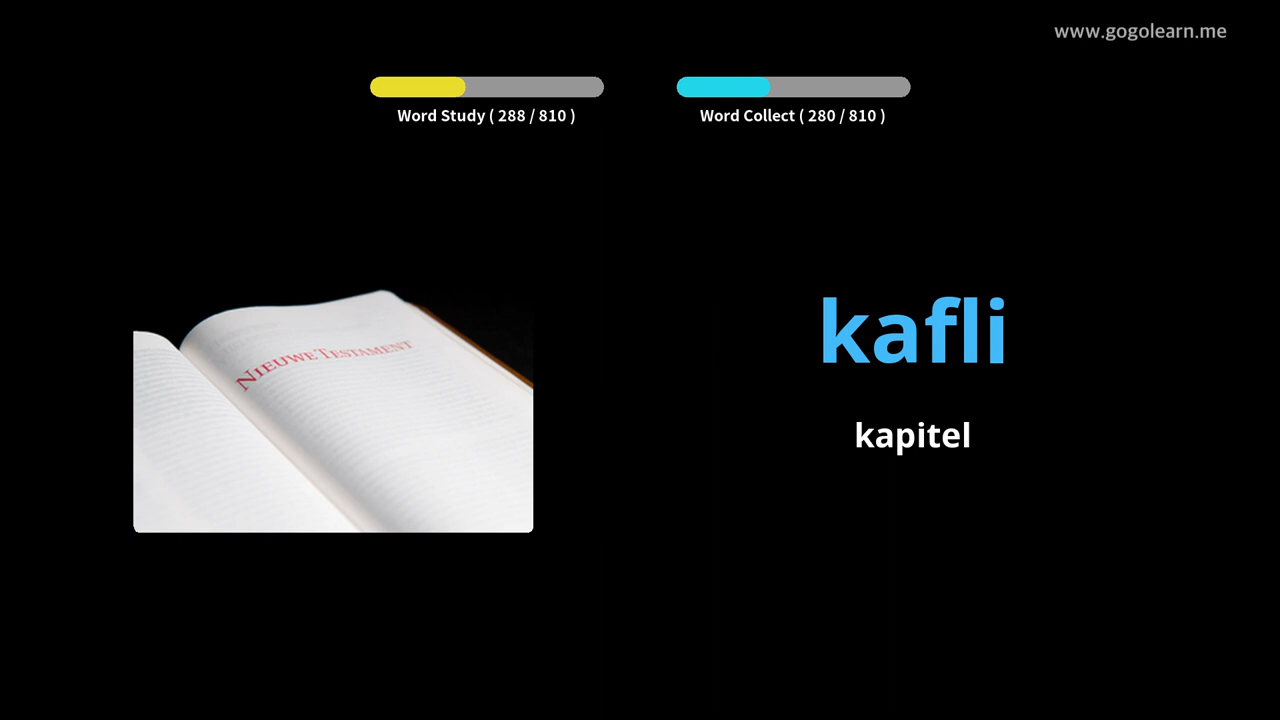 www.gogolearn.me
Word Study ( 288 / 810 )
Word Collect ( 280 / 810 )
NIEUWE TESTAMENT
kafli
kapitel